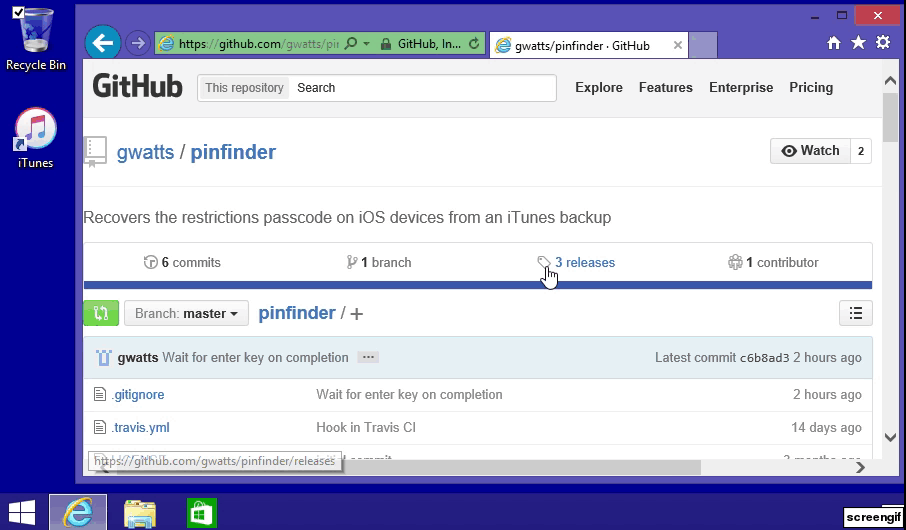 Recycle Bin
iTunes
https://github.com/gwatts/pi
GitHub, In...
gwatts/pinfinder · GitHub
GitHub
This repository
Search
Explore
Features
Enterprise
Pricing
gwatts / pinfinder
Watch
2
Recovers the restrictions passcode on iOS devices from an iTunes backup
6 commits
1 branch
3 releases
1 contributor
Branch: master
pinfinder / +
gwatts Wait for enter key on completion ...
Latest commit c6b8ad3 2 hours ago
.gitignore
Wait for enter key on completion
2 hours ago
.travis.yml
Hook in Travis CI
14 days ago
https://github.com/gwatts/pinfinder/releases
commit
months ago
screengif